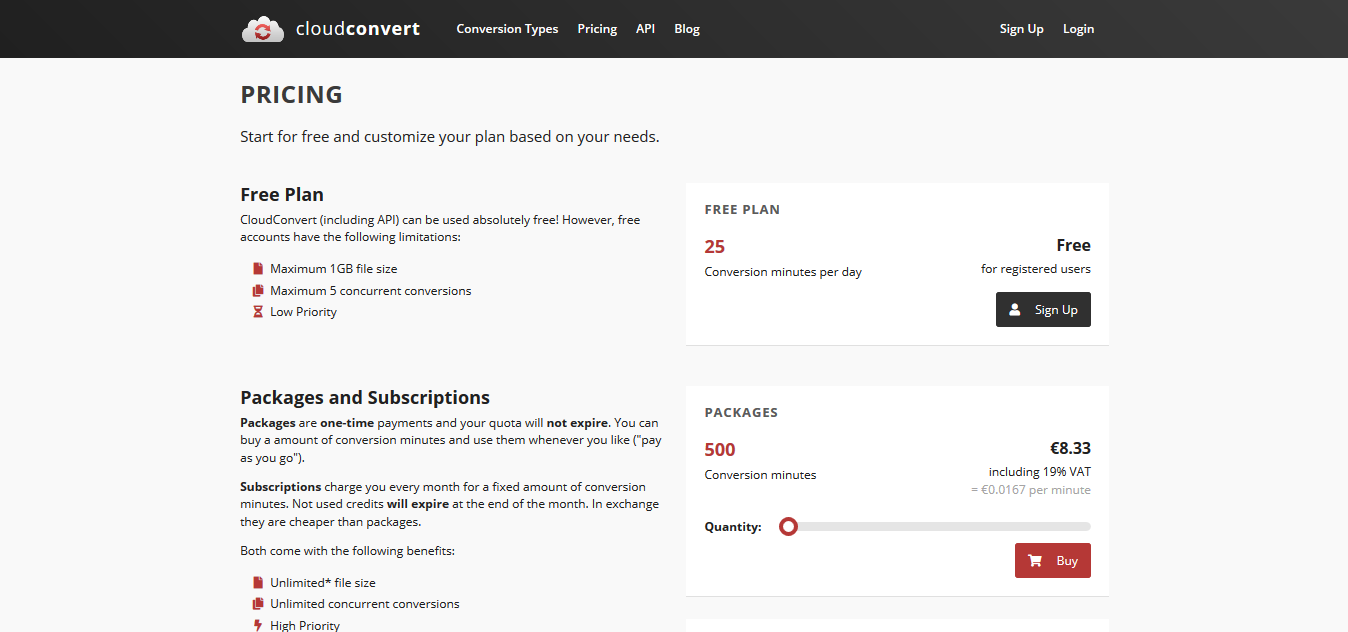 cloudconvert Conversion Types Pricing API Blog Sign Up Login
PRICING
Start for free and customize your plan based on your needs.
Free Plan
CloudConvert (including API) can be used absolutely free! However, free
accounts have the following limitations:
Maximum 1GB file size
Maximum 5 concurrent conversions
Low Priority
FREE PLAN
25
Conversion minutes per day
Free
for registered users
Sign Up
Packages and Subscriptions
Packages are one-time payments and your quota will not expire. You can
buy a amount of conversion minutes and use them whenever you like ("pay
as you go").
Subscriptions charge you every month for a fixed amount of conversion
minutes. Not used credits will expire at the end of the month. In exchange
they are cheaper than packages.
Both come with the following benefits:
Unlimited* file size
Unlimited concurrent conversions
High Priority
PACKAGES
500
Conversion minutes
€8.33
including 19% VAT
= €0.0167 per minute
Quantity:
Buy